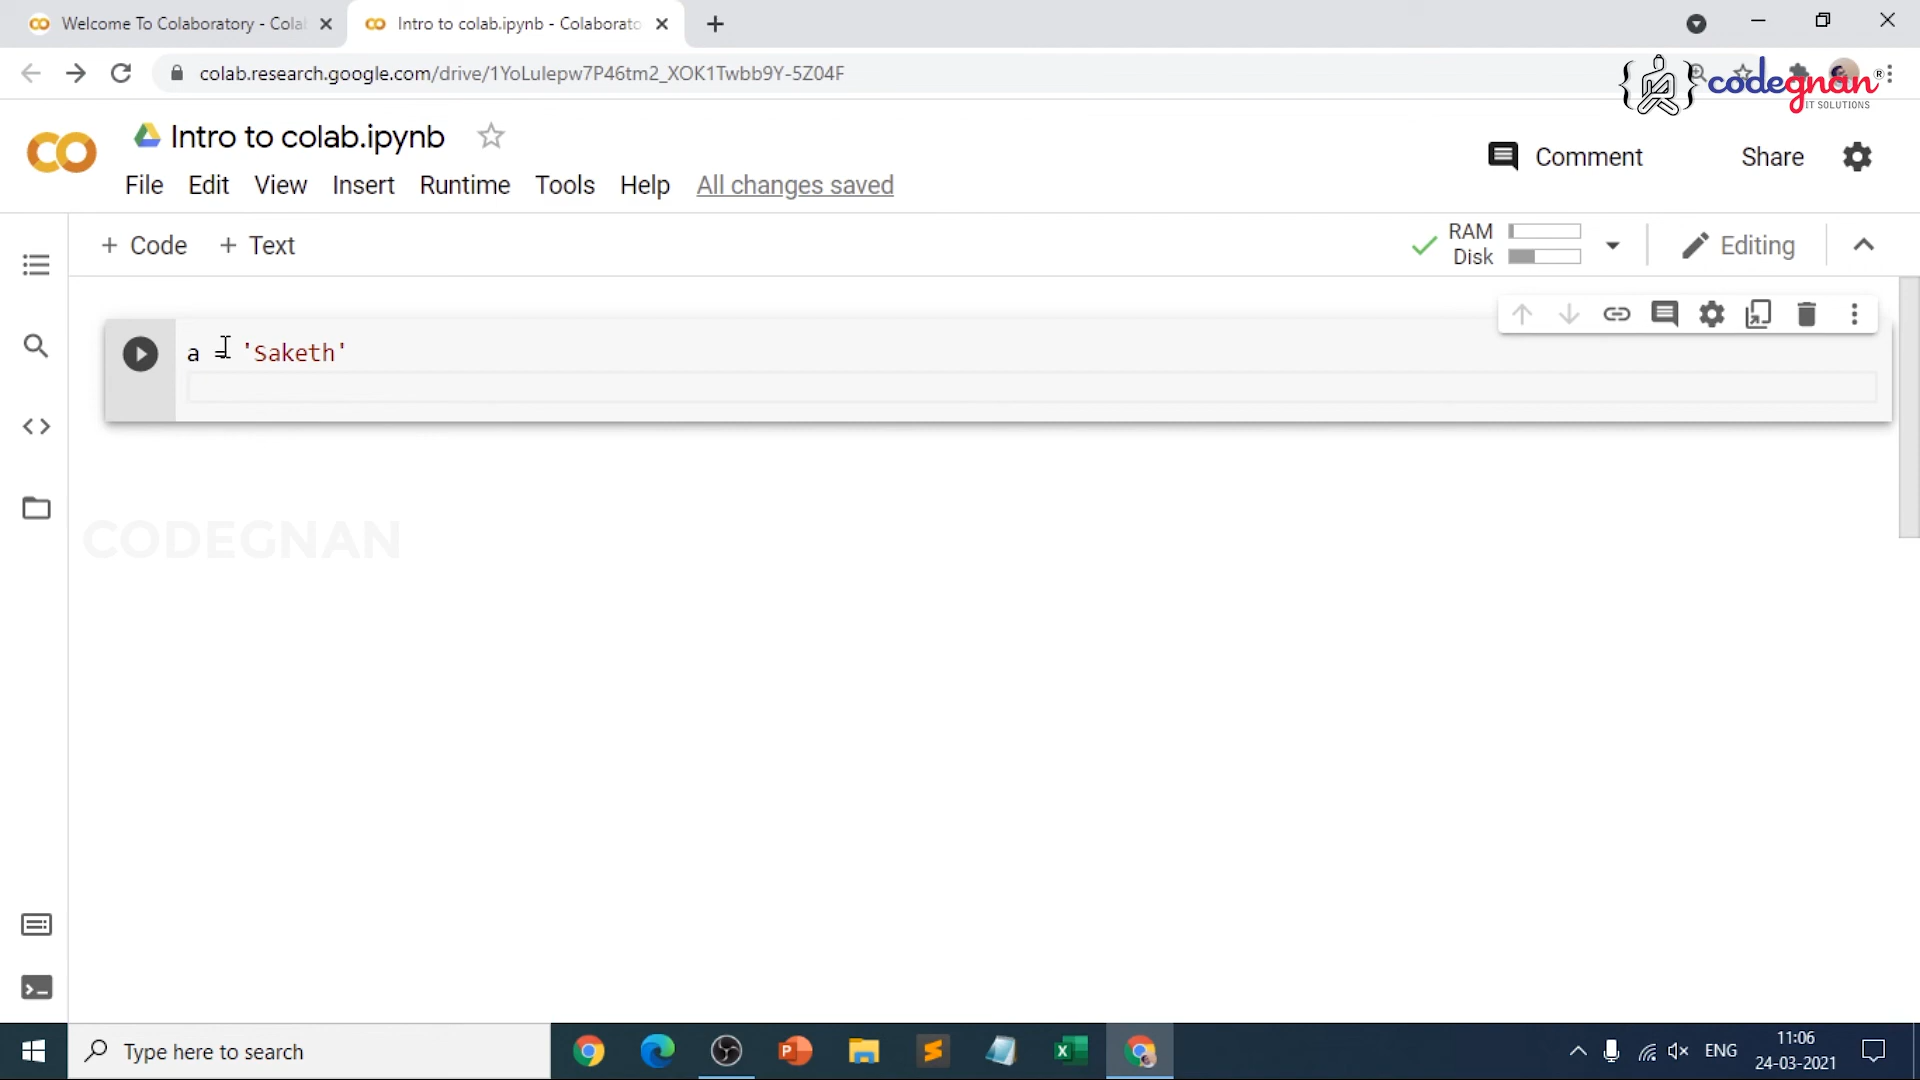 Welcome To Colaboratory - Cola
Intro to colab.ipynb - Colaborato
colab.research.google.com/drive/1YoLulepw7P46tm2_XOK1Twbb9Y-5Z04F
codegnan®
IT SOLUTIONS
Intro to colab.ipynb
Comment
Share
File Edit View Insert Runtime Tools Help All changes saved
+ Code + Text
RAM
Disk
Editing
a = 'Saketh'
CODEGNAN
Type here to search
ENG
11:06
24-03-2021